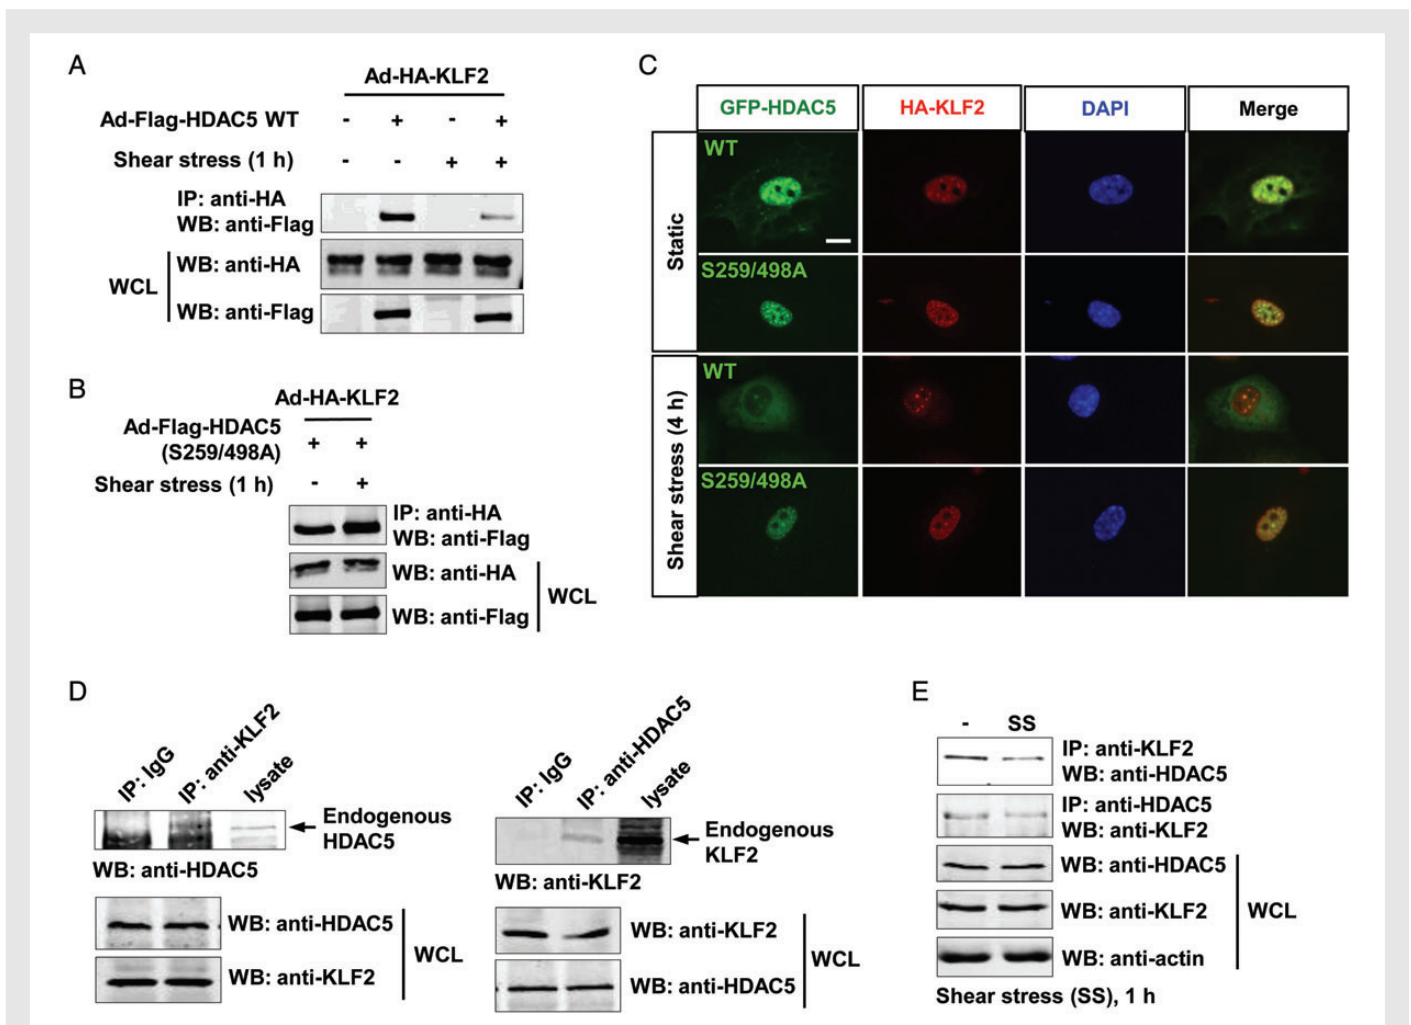 A
Ad-HA-KLF2
Ad-Flag-HDAC5 WT - + - +
Shear stress (1 h) - - + +
IP: anti-HA
WB: anti-Flag
WCL
WB: anti-HA
WB: anti-Flag
B
Ad-HA-KLF2
Ad-Flag-HDAC5
(S259/498A) + +
Shear stress (1 h) - +
IP: anti-HA
WB: anti-Flag
WB: anti-HA
WB: anti-Flag
WCL
C
GFP-HDAC5 HA-KLF2 DAPI Merge
Static
WT
S259/498A
Shear stress (4 h)
WT
S259/498A
D
IP: IgG
IP: anti-KLF2
lysate
Endogenous
HDAC5
WB: anti-HDAC5
WB: anti-HDAC5
WB: anti-KLF2
WCL
IP: IgG
IP: anti-HDAC5
lysate
Endogenous
KLF2
WB: anti-KLF2
WB: anti-KLF2
WB: anti-HDAC5
WCL
E
- SS
IP: anti-KLF2
WB: anti-HDAC5
IP: anti-HDAC5
WB: anti-KLF2
WB: anti-HDAC5
WB: anti-KLF2
WB: anti-actin
WCL
Shear stress (SS), 1 h